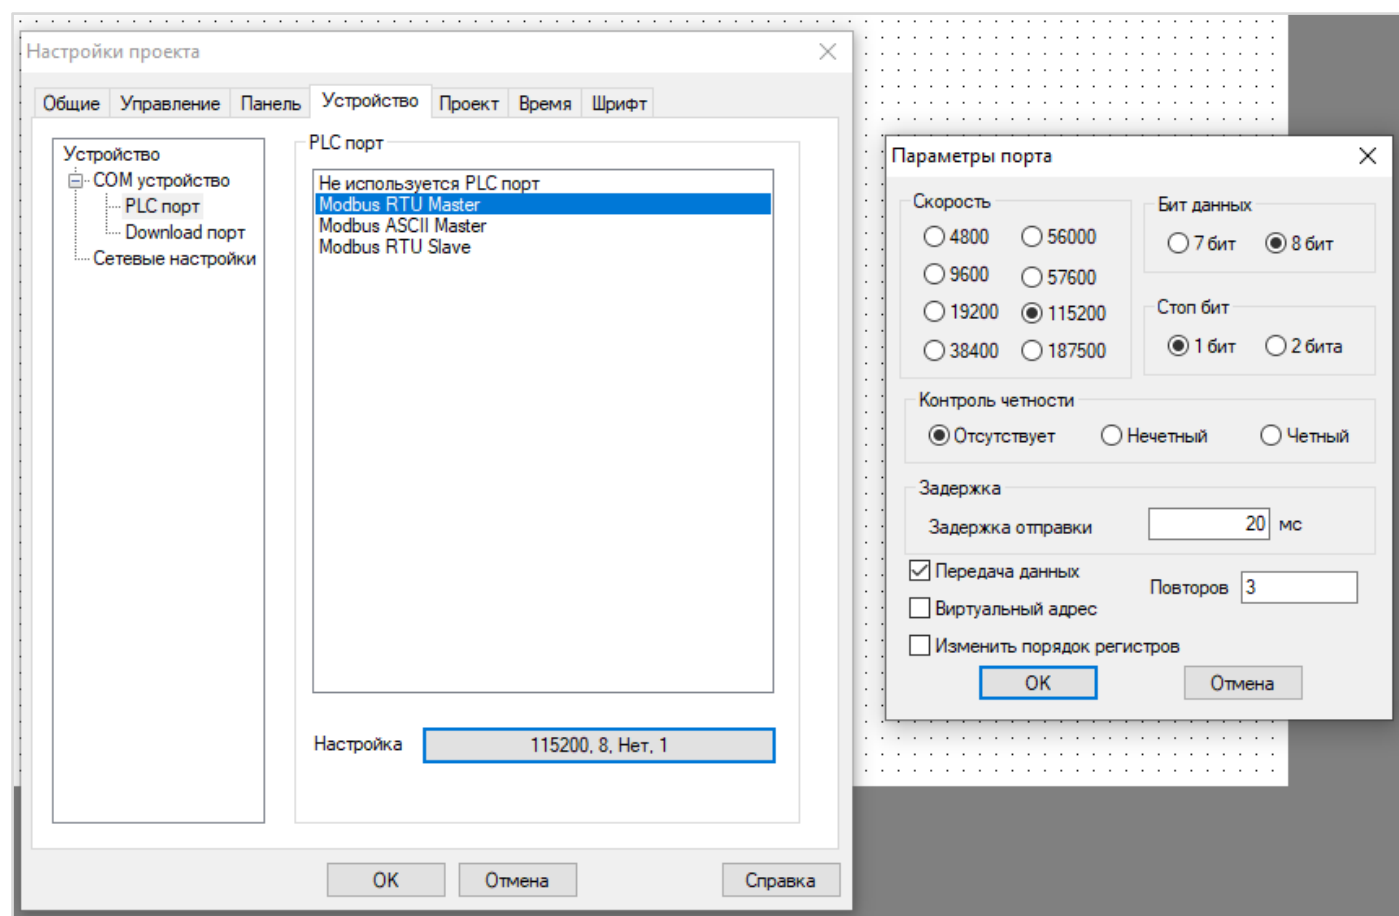 Настройки проекта
Общие Управление Панель Устройство Проект Время Шрифт
Устройство
COM устройство
PLC порт
Download порт
Сетевые настройки
PLC порт
Не используется PLC порт
Modbus RTU Master
Modbus ASCII Master
Modbus RTU Slave
Настройка 115200, 8, Нет, 1
OK Отмена Справка
Параметры порта
Скорость
4800 56000
9600 57600
19200 115200
38400 187500
Бит данных
7 бит 8 бит
Стоп бит
1 бит 2 бита
Контроль четности
Отсутствует Нечетный Четный
Задержка
Задержка отправки 20 мс
Передача данных
Повторов 3
Виртуальный адрес
Изменить порядок регистров
OK Отмена